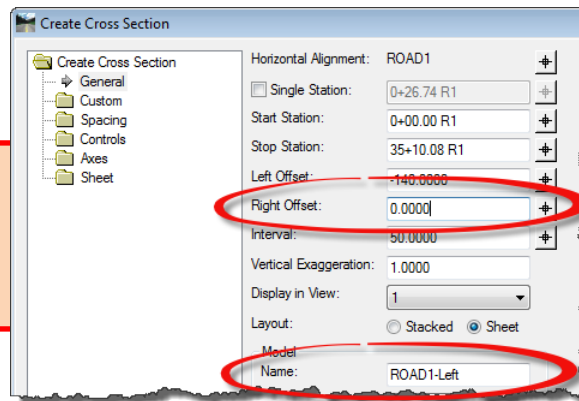 Create Cross Section
Create Cross Section
General
Custom
Spacing
Controls
Axes
Sheet
Horizontal Alignment: ROAD1
Single Station: 0+26.74 R1
Start Station: 0+00.00 R1
Stop Station: 35+10.08 R1
Left Offset: -140.0000
Right Offset: 0.0000
Interval: 50.0000
Vertical Exaggeration: 1.0000
Display in View: 1
Layout: Stacked Sheet
Model
Name: ROAD1-Left